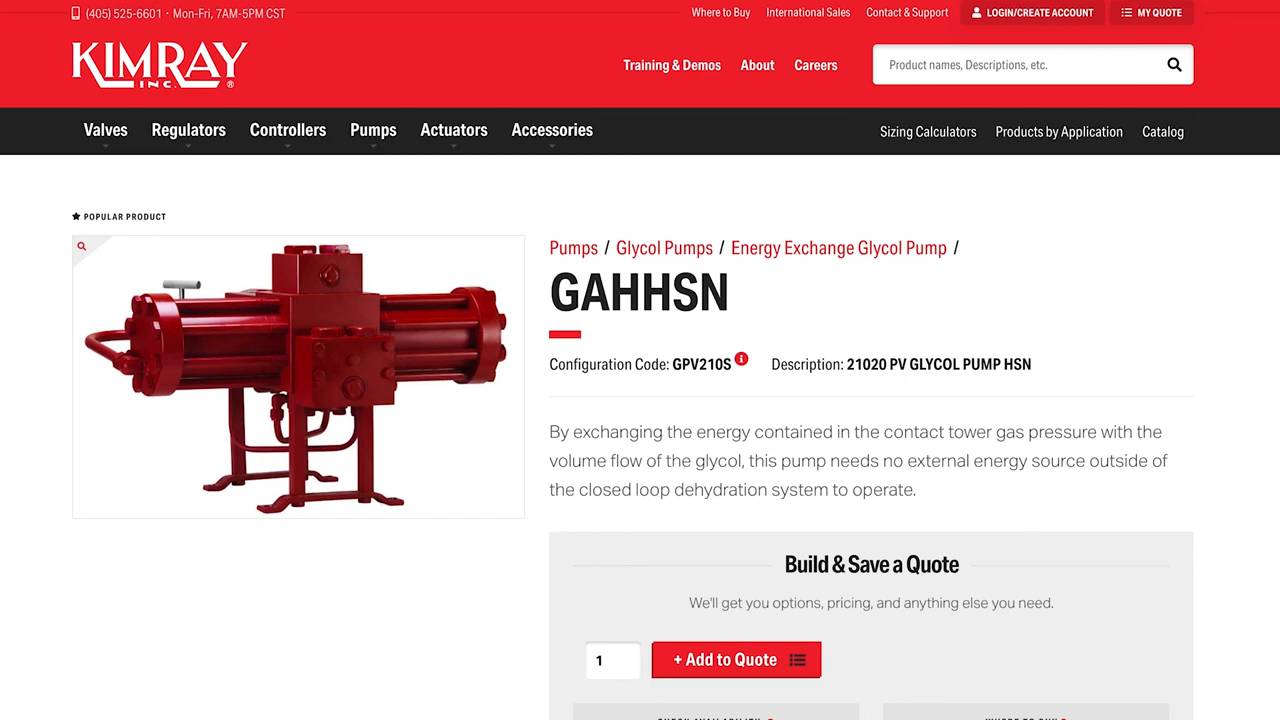 (405) 525-6601 · Mon-Fri, 7AM-5PM CST
Where to Buy
International Sales
Contact & Support
LOGIN/CREATE ACCOUNT
MY QUOTE
KIMRAY
INC.®
Training & Demos
About
Careers
Product names, Descriptions, etc.
Valves
Regulators
Controllers
Pumps
Actuators
Accessories
Sizing Calculators
Products by Application
Catalog
POPULAR PRODUCT
Pumps / Glycol Pumps / Energy Exchange Glycol Pump /
GAHHSN
Configuration Code: GPV210S
Description: 21020 PV GLYCOL PUMP HSN
By exchanging the energy contained in the contact tower gas pressure with the
volume flow of the glycol, this pump needs no external energy source outside of
the closed loop dehydration system to operate.
Build & Save a Quote
We'll get you options, pricing, and anything else you need.
1
+ Add to Quote
CHECK AVAILABILITY
WHERE TO BUY